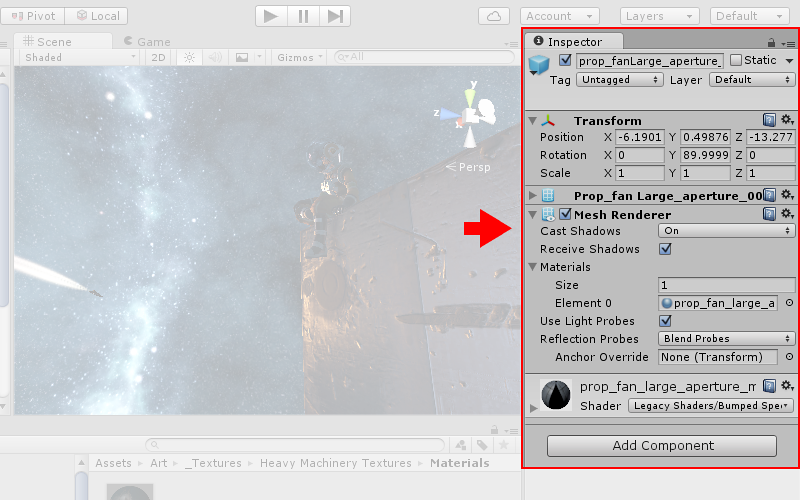 Pivot Local Account Layers Default
Scene Game
Shaded 2D Gizmos All
z y x
Persp
Inspector
prop_fanLarge_aperture_ Static
Tag Untagged Layer Default
Transform
Position X -6.1901 Y 0.49876 Z -13.277
Rotation X 0 Y 89.9999 Z 0
Scale X 1 Y 1 Z 1
Prop_fan Large_aperture_00
Mesh Renderer
Cast Shadows On
Receive Shadows
Materials
Size 1
Element 0 prop_fan_large_a
Use Light Probes
Reflection Probes Blend Probes
Anchor Override None (Transform)
prop_fan_large_aperture_m
Shader Legacy Shaders/Bumped Spe
Add Component
Assets Art _Textures Heavy Machinery Textures Materials